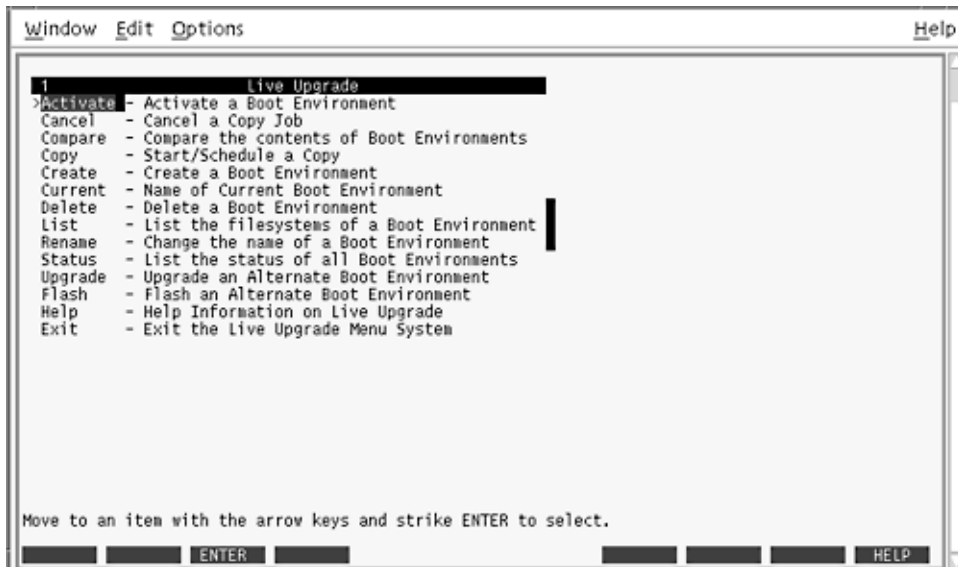 Window Edit Options Help
1 Live Upgrade
>Activate - Activate a Boot Environment
Cancel - Cancel a Copy Job
Compare - Compare the contents of Boot Environments
Copy - Start/Schedule a Copy
Create - Create a Boot Environment
Current - Name of Current Boot Environment
Delete - Delete a Boot Environment
List - List the filesystems of a Boot Environment
Rename - Change the name of a Boot Environment
Status - List the status of all Boot Environments
Upgrade - Upgrade an Alternate Boot Environment
Flash - Flash an Alternate Boot Environment
Help - Help Information on Live Upgrade
Exit - Exit the Live Upgrade Menu System
Move to an item with the arrow keys and strike ENTER to select.
ENTER HELP